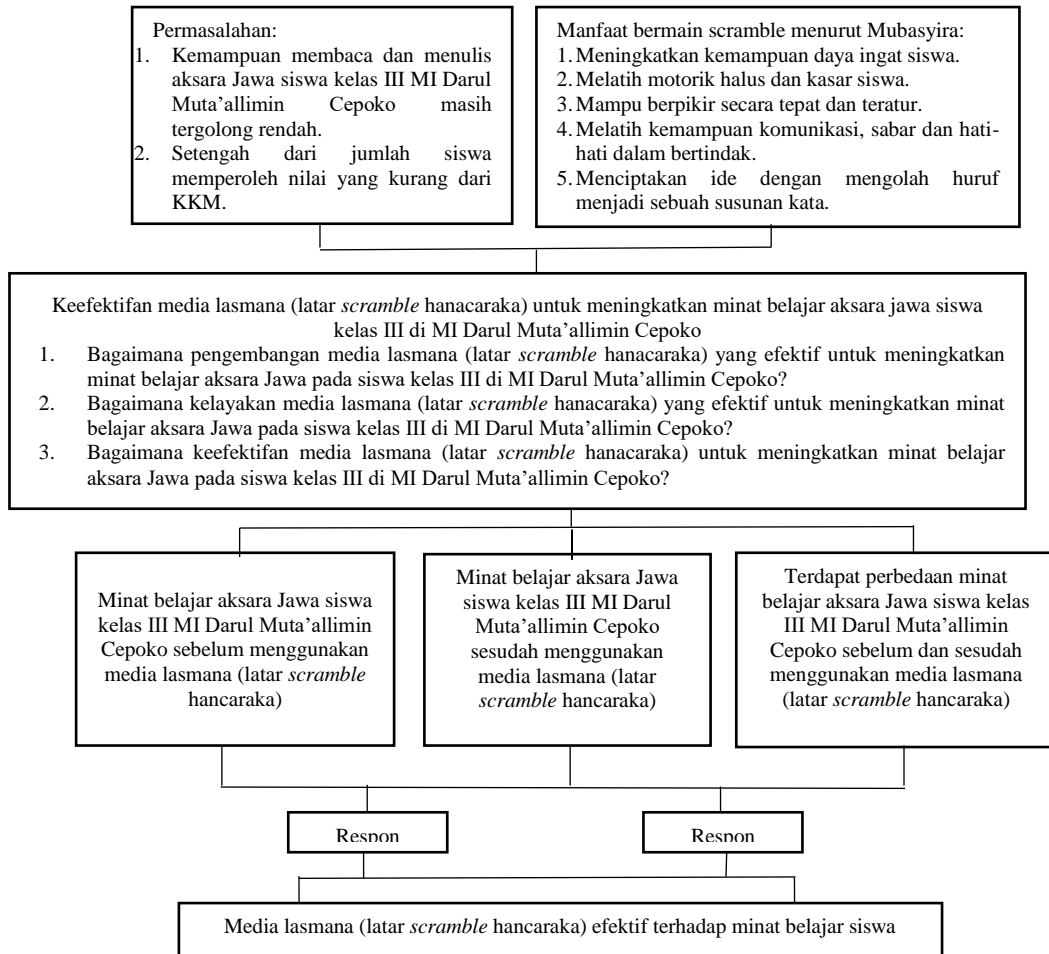 Permasalahan:
1. Kemampuan membaca dan menulis
aksara Jawa siswa kelas III MI Darul
Muta'allimin Cepoko masih
tergolong rendah.
2. Setengah dari jumlah siswa
memperoleh nilai yang kurang dari
KKM.
Manfaat bermain scramble menurut Mubasyira:
1. Meningkatkan kemampuan daya ingat siswa.
2. Melatih motorik halus dan kasar siswa.
3. Mampu berpikir secara tepat dan teratur.
4. Melatih kemampuan komunikasi, sabar dan hati-
hati dalam bertindak.
5. Menciptakan ide dengan mengolah huruf
menjadi sebuah susunan kata.
Keefektifan media lasmana (latar scramble hanacaraka) untuk meningkatkan minat belajar aksara jawa siswa
kelas III di MI Darul Muta'allimin Cepoko
1. Bagaimana pengembangan media lasmana (latar scramble hanacaraka) yang efektif untuk meningkatkan
minat belajar aksara Jawa pada siswa kelas III di MI Darul Muta'allimin Cepoko?
2. Bagaimana kelayakan media lasmana (latar scramble hanacaraka) yang efektif untuk meningkatkan minat
belajar aksara Jawa pada siswa kelas III di MI Darul Muta'allimin Cepoko?
3. Bagaimana keefektifan media lasmana (latar scramble hanacaraka) untuk meningkatkan minat belajar
aksara Jawa pada siswa kelas III di MI Darul Muta'allimin Cepoko?
Minat belajar aksara Jawa siswa
kelas III MI Darul Muta'allimin
Cepoko sebelum menggunakan
media lasmana (latar scramble
hancaraka)
Minat belajar aksara Jawa
siswa kelas III MI Darul
Muta'allimin Cepoko
sesudah menggunakan
media lasmana (latar
scramble hancaraka)
Terdapat perbedaan minat
belajar aksara Jawa siswa kelas
III MI Darul Muta'allimin
Cepoko sebelum dan sesudah
menggunakan media lasmana
(latar scramble hancaraka)
Respon
Respon
Media lasmana (latar scramble hancaraka) efektif terhadap minat belajar siswa